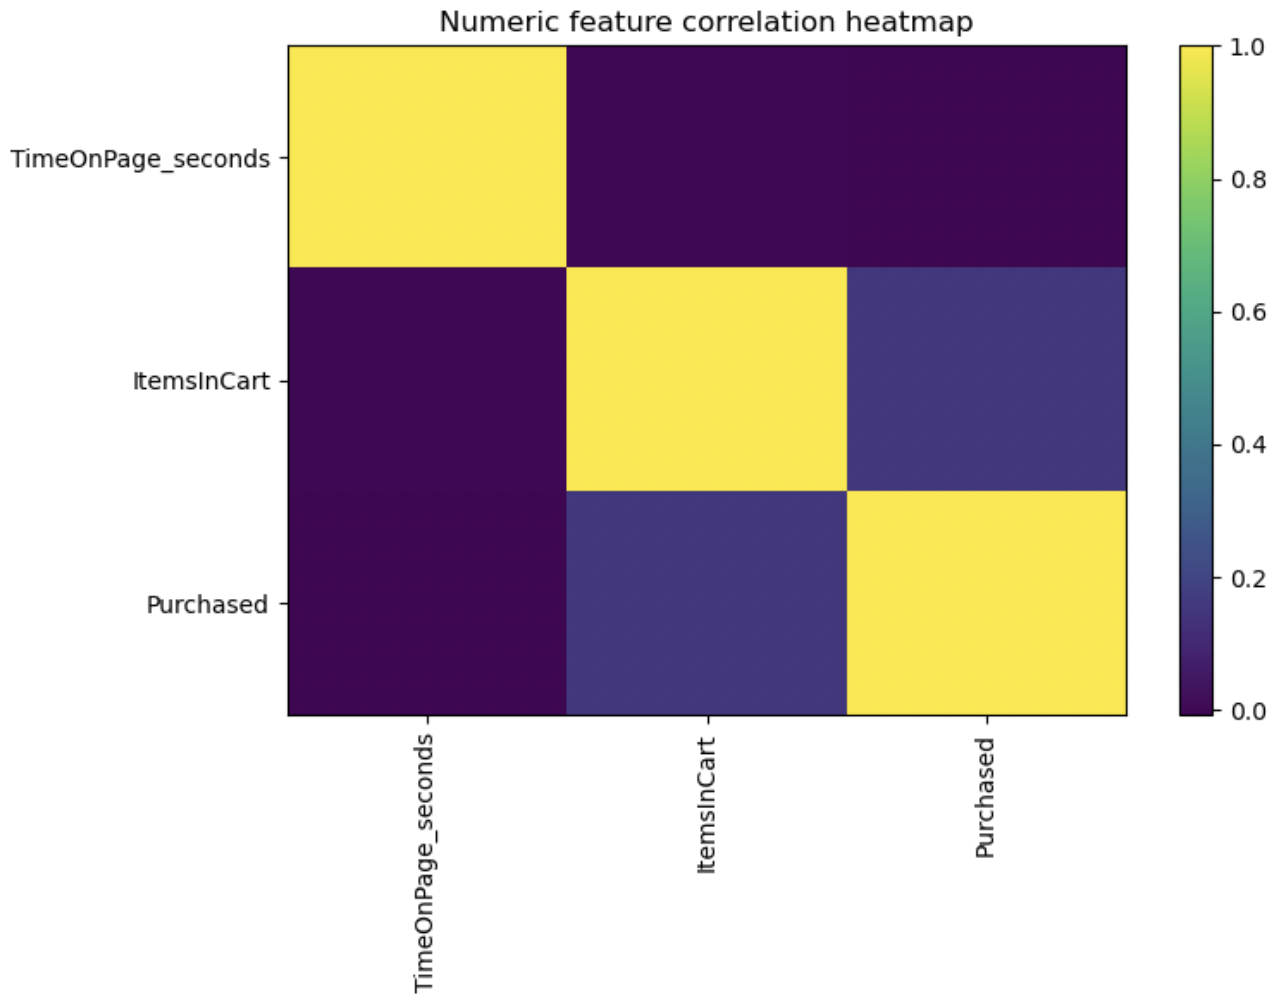 Numeric feature correlation heatmap
TimeOnPage_seconds
ItemsInCart
Purchased
TimeOnPage_seconds
ItemsInCart
Purchased
1.0
0.8
0.6
0.4
0.2
0.0